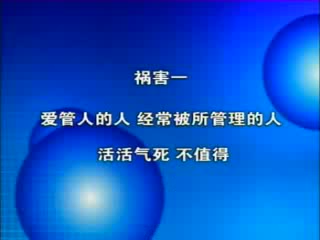 祸害一
爱管人的人 经常被所管理的人
活活气死 不值得